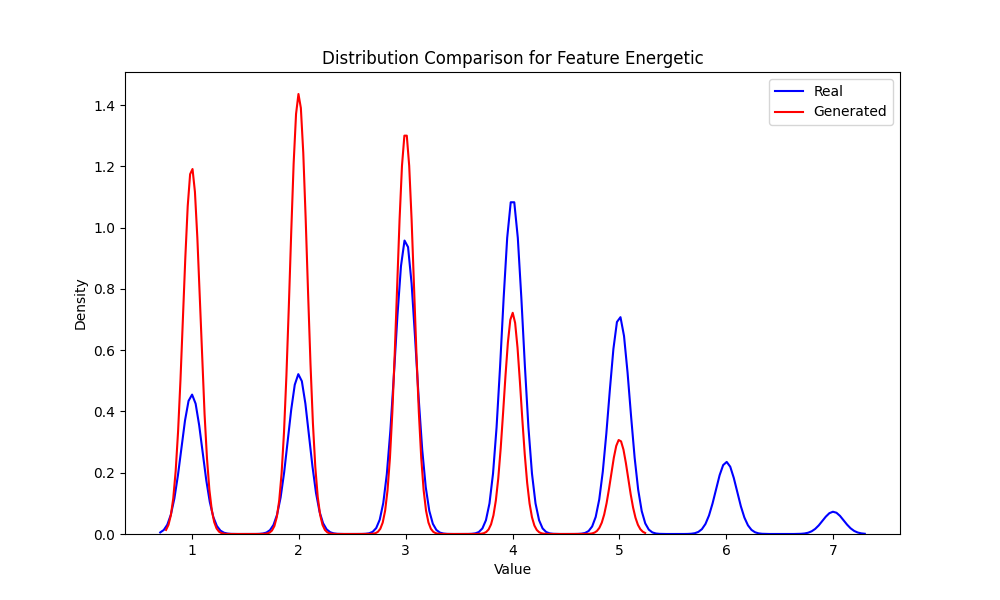 Distribution Comparison for Feature Energetic
Real
Generated
1.4
1.2
1.0
0.8
0.6
0.4
0.2
0.0
Density
1 2 3 4 5 6 7
Value